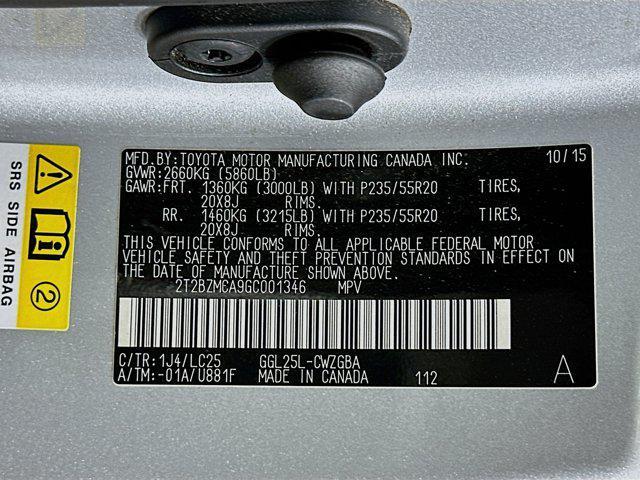 MFD.BY:TOYOTA MOTOR MANUFACTURING CANADA INC. 10/15
GVWR:2660KG (5860LB)
GAWR:FRT. 1360KG (3000LB) WITH P235/55R20 TIRES,
20X8J RIMS.
RR. 1460KG (3215LB) WITH P235/55R20 TIRES,
20X8J RIMS.
THIS VEHICLE CONFORMS TO ALL APPLICABLE FEDERAL MOTOR
VEHICLE SAFETY AND THEFT PREVENTION STANDARDS IN EFFECT ON
THE DATE OF MANUFACTURE SHOWN ABOVE.
2T2BZMCA9GC001346 MPV
C/TR:1J4/LC25 GGL25L-CWZGBA
A/TM:-01A/U881F MADE IN CANADA 112 A
SRS SIDE AIRBAG
2